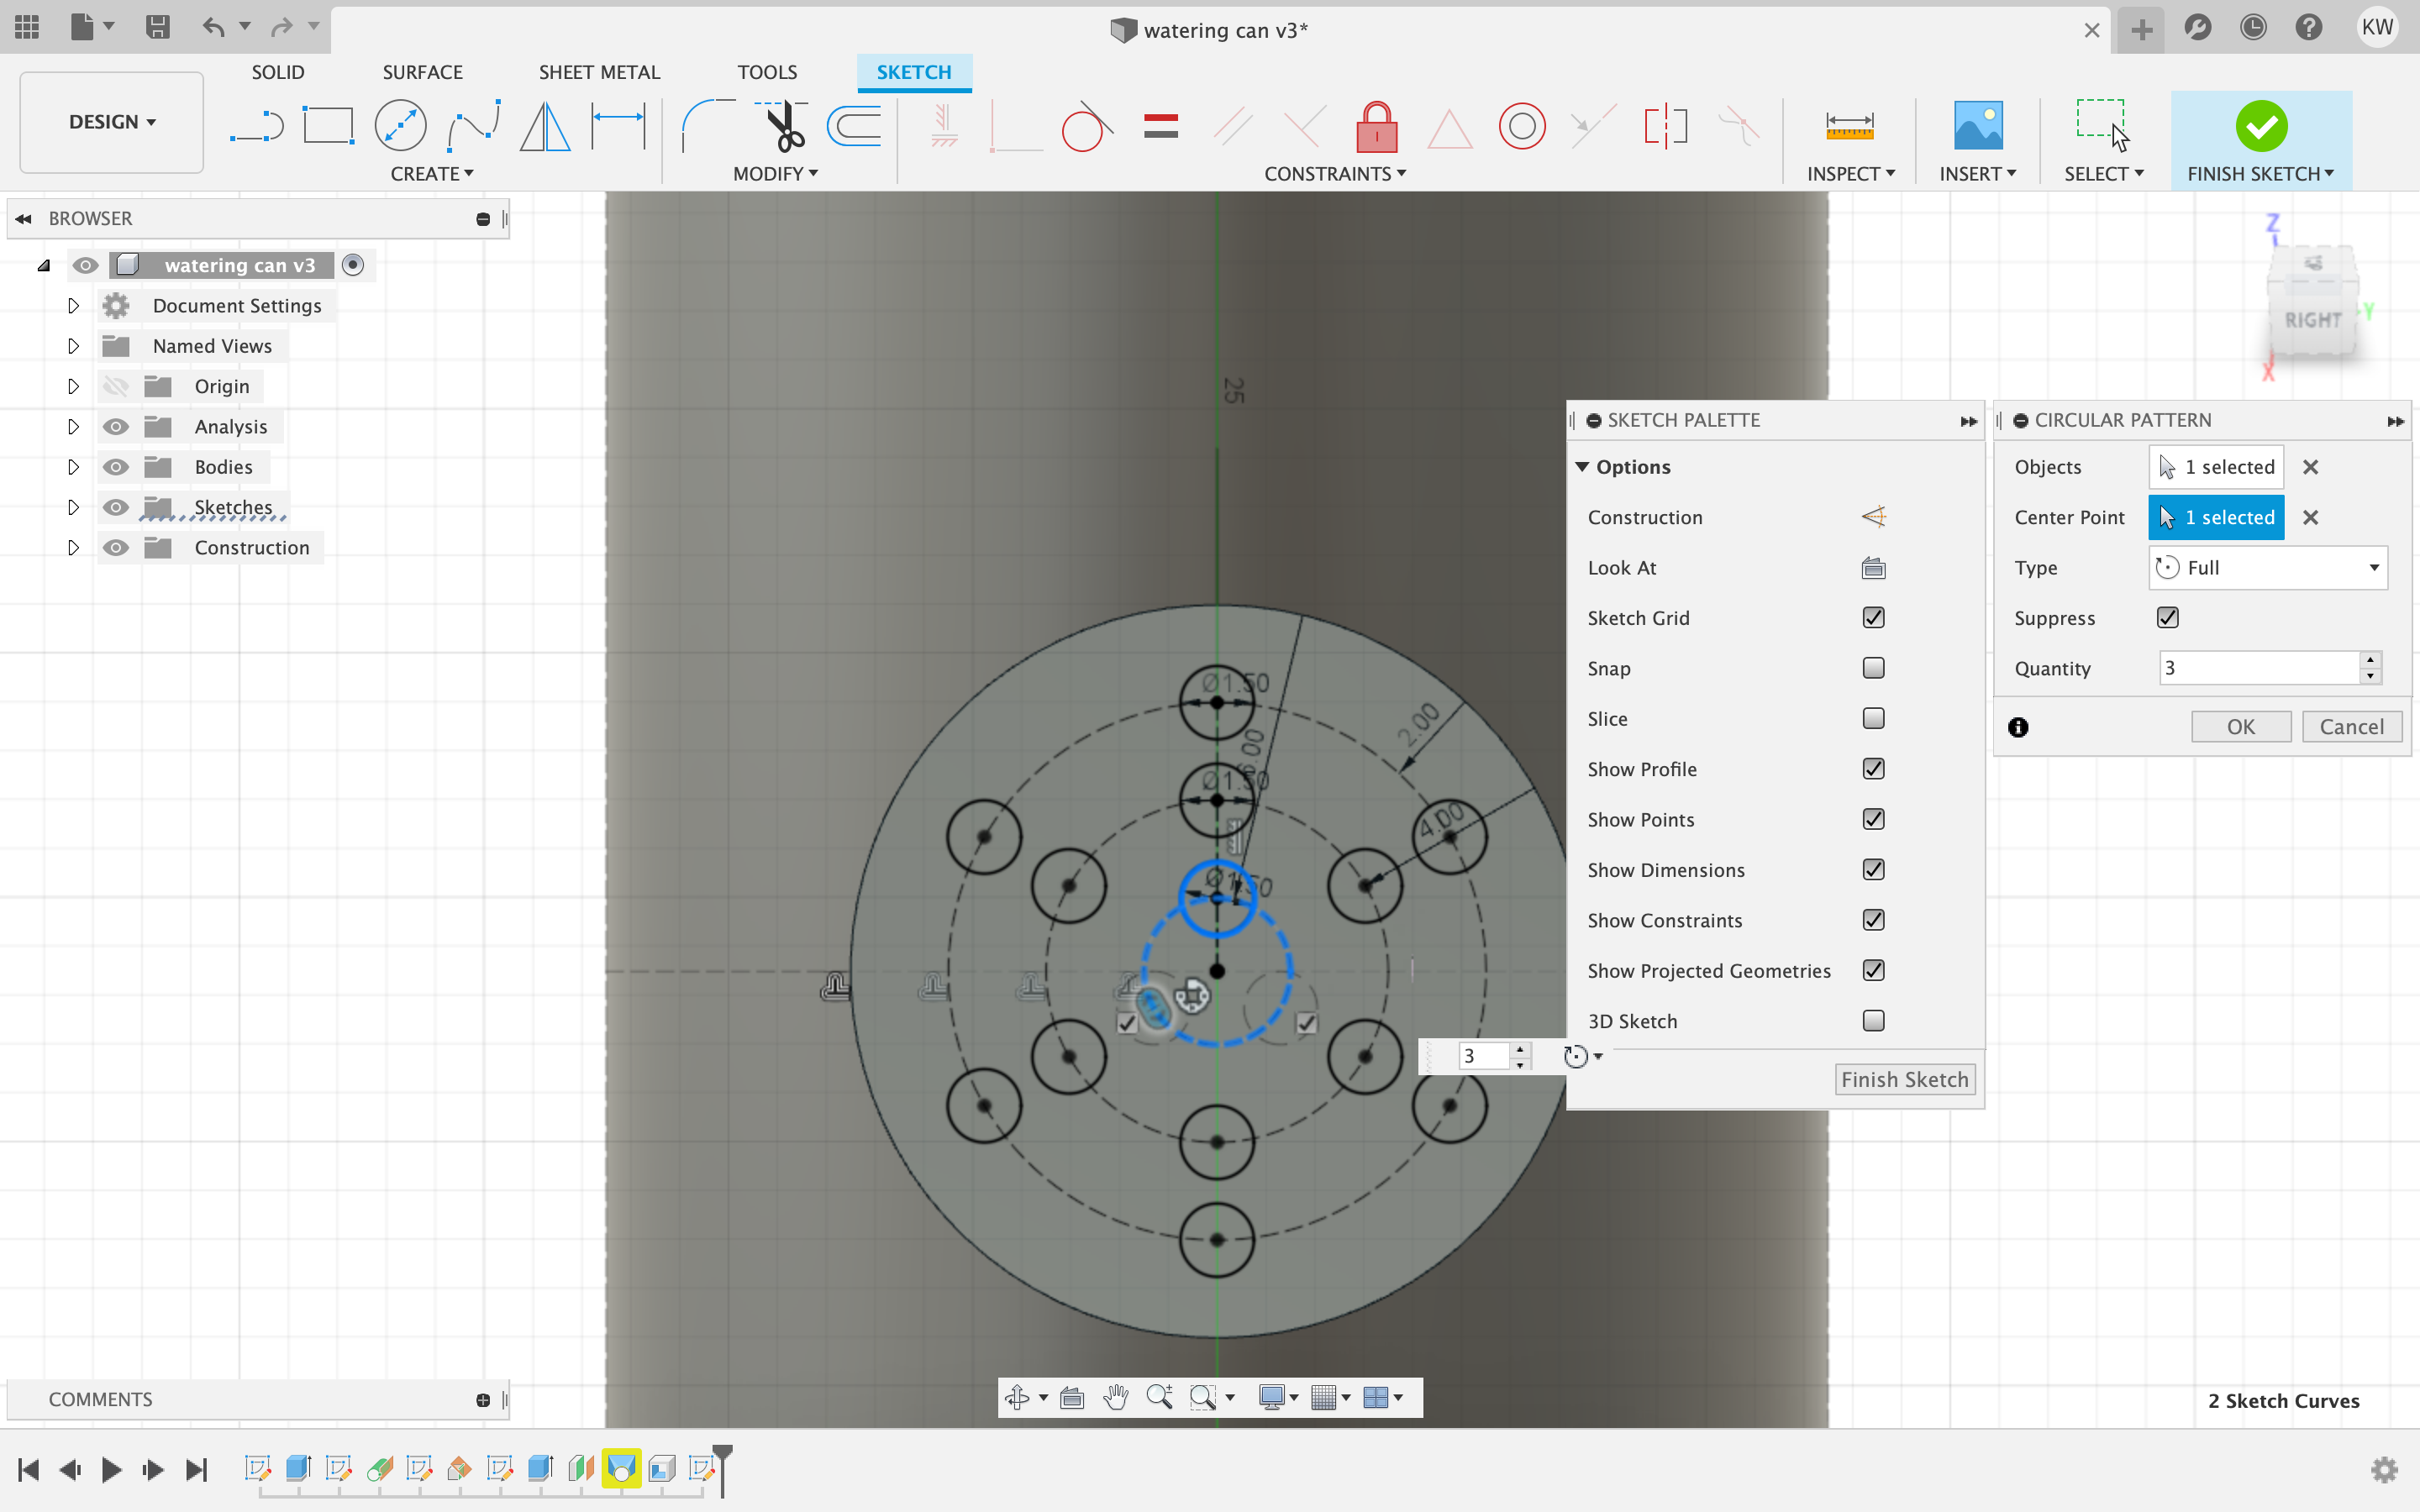 watering can v3*
KW
SOLID
SURFACE
SHEET METAL
TOOLS
SKETCH
DESIGN
CREATE
MODIFY
CONSTRAINTS
INSPECT
INSERT
SELECT
FINISH SKETCH
BROWSER
watering can v3
Document Settings
Named Views
Origin
Analysis
Bodies
Sketches
Construction
Z
RIGHT
Y
X
25
Ø1.50
2.00
6.00
Ø1.50
4.00
Ø1.50
3
SKETCH PALETTE
Options
Construction
Look At
Sketch Grid
Snap
Slice
Show Profile
Show Points
Show Dimensions
Show Constraints
Show Projected Geometries
3D Sketch
Finish Sketch
CIRCULAR PATTERN
Objects 1 selected
Center Point 1 selected
Type Full
Suppress
Quantity 3
OK Cancel
COMMENTS
2 Sketch Curves